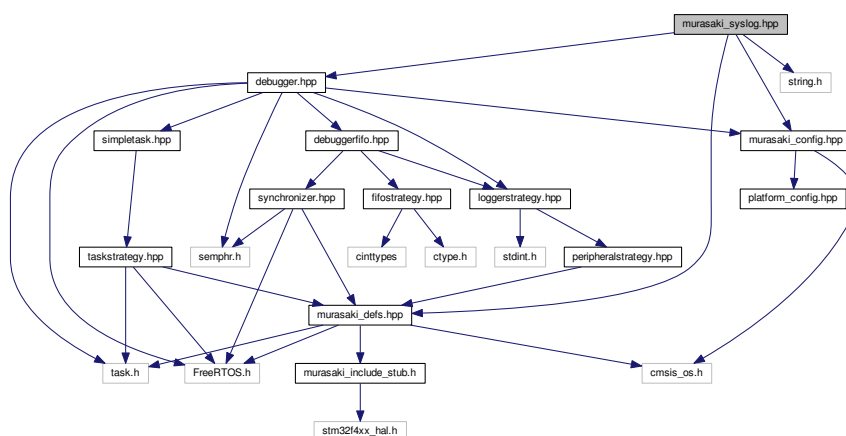 murasaki_syslog.hpp
debugger.hpp
string.h
simpletask.hpp
debuggerfifo.hpp
murasaki_config.hpp
synchronizer.hpp
fifostrategy.hpp
loggerstrategy.hpp
platform_config.hpp
taskstrategy.hpp
semphr.h
cinttypes
ctype.h
stdint.h
peripheralstrategy.hpp
murasaki_defs.hpp
task.h
FreeRTOS.h
murasaki_include_stub.h
cmsis_os.h
stm32f4xx_hal.h